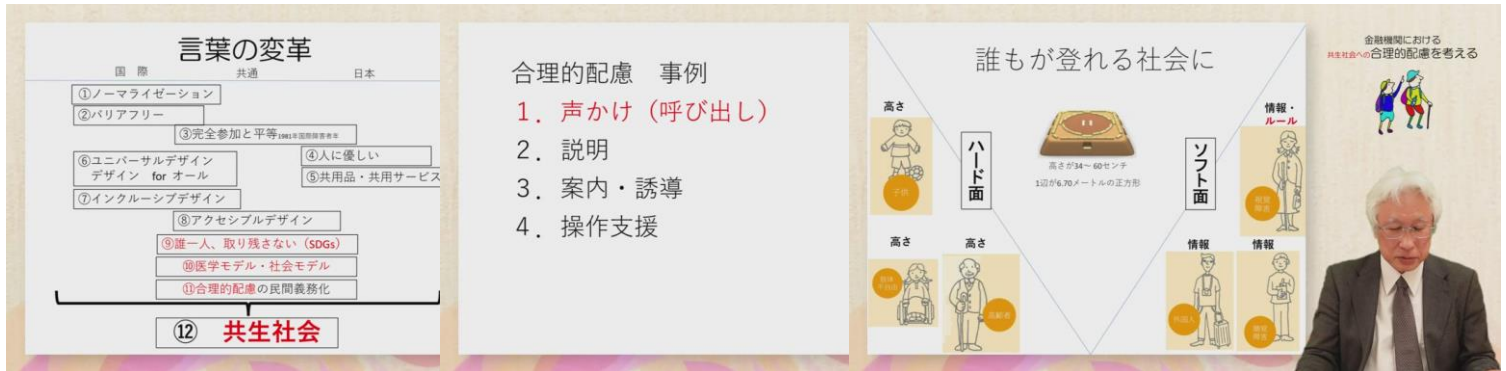 言葉の変革
国際 共通 日本
①ノーマライゼーション
②バリアフリー
③完全参加と平等1981年国際障害者年
④人に優しい
⑤共用品・共用サービス
⑥ユニバーサルデザイン
デザイン for オール
⑦インクルーシブデザイン
⑧アクセシブルデザイン
⑨誰一人、取り残さない(SDGs)
⑩医学モデル・社会モデル
⑪合理的配慮の民間義務化
⑫ 共生社会
合理的配慮 事例
1．声かけ（呼び出し）
2．説明
3．案内・誘導
4．操作支援
誰もが登れる社会に
高さ
子供
ハード面
高さが34～60センチ
1辺が6.70メートルの正方形
ソフト面
情報・
ルール
視覚
障害
高さ
肢体
不自由
高さ
高齢者
情報
外国人
情報
聴覚
障害
金融機関における
共生社会への合理的配慮を考える